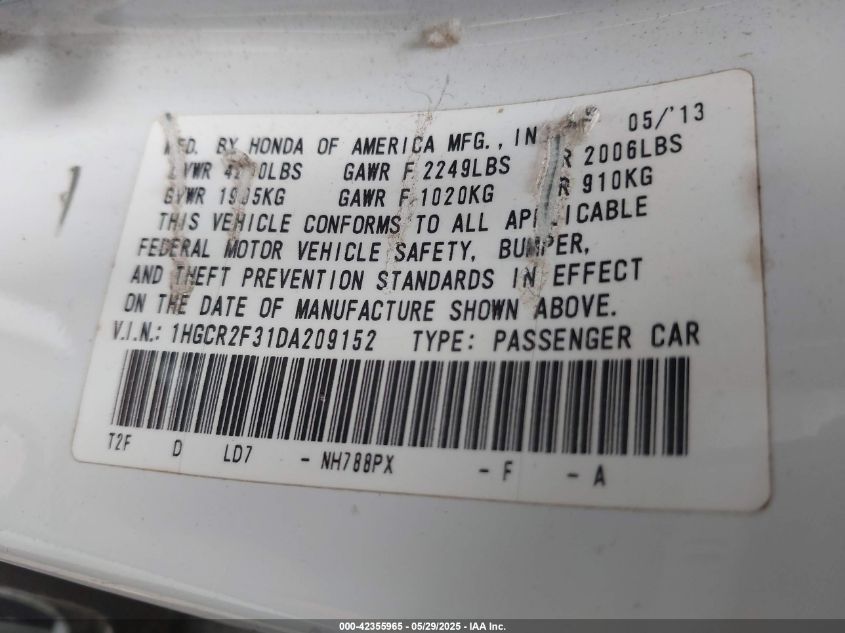 BY HONDA OF AMERICA MFG., IN 05/'13
LBS GAWR F 2249LBS R 2006LBS
GVWR KG GAWR F 1020KG R 910KG
THIS VEHICLE CONFORMS TO ALL APPLICABLE
FEDERAL MOTOR VEHICLE SAFETY, BUMPER,
AND THEFT PREVENTION STANDARDS IN EFFECT
ON THE DATE OF MANUFACTURE SHOWN ABOVE.
V.I.N.: 1HGCR2F31DA209152 TYPE: PASSENGER CAR
T2F D LD7 - NH788PX - F - A
000-42355965 - 05/29/2025 - IAA Inc.